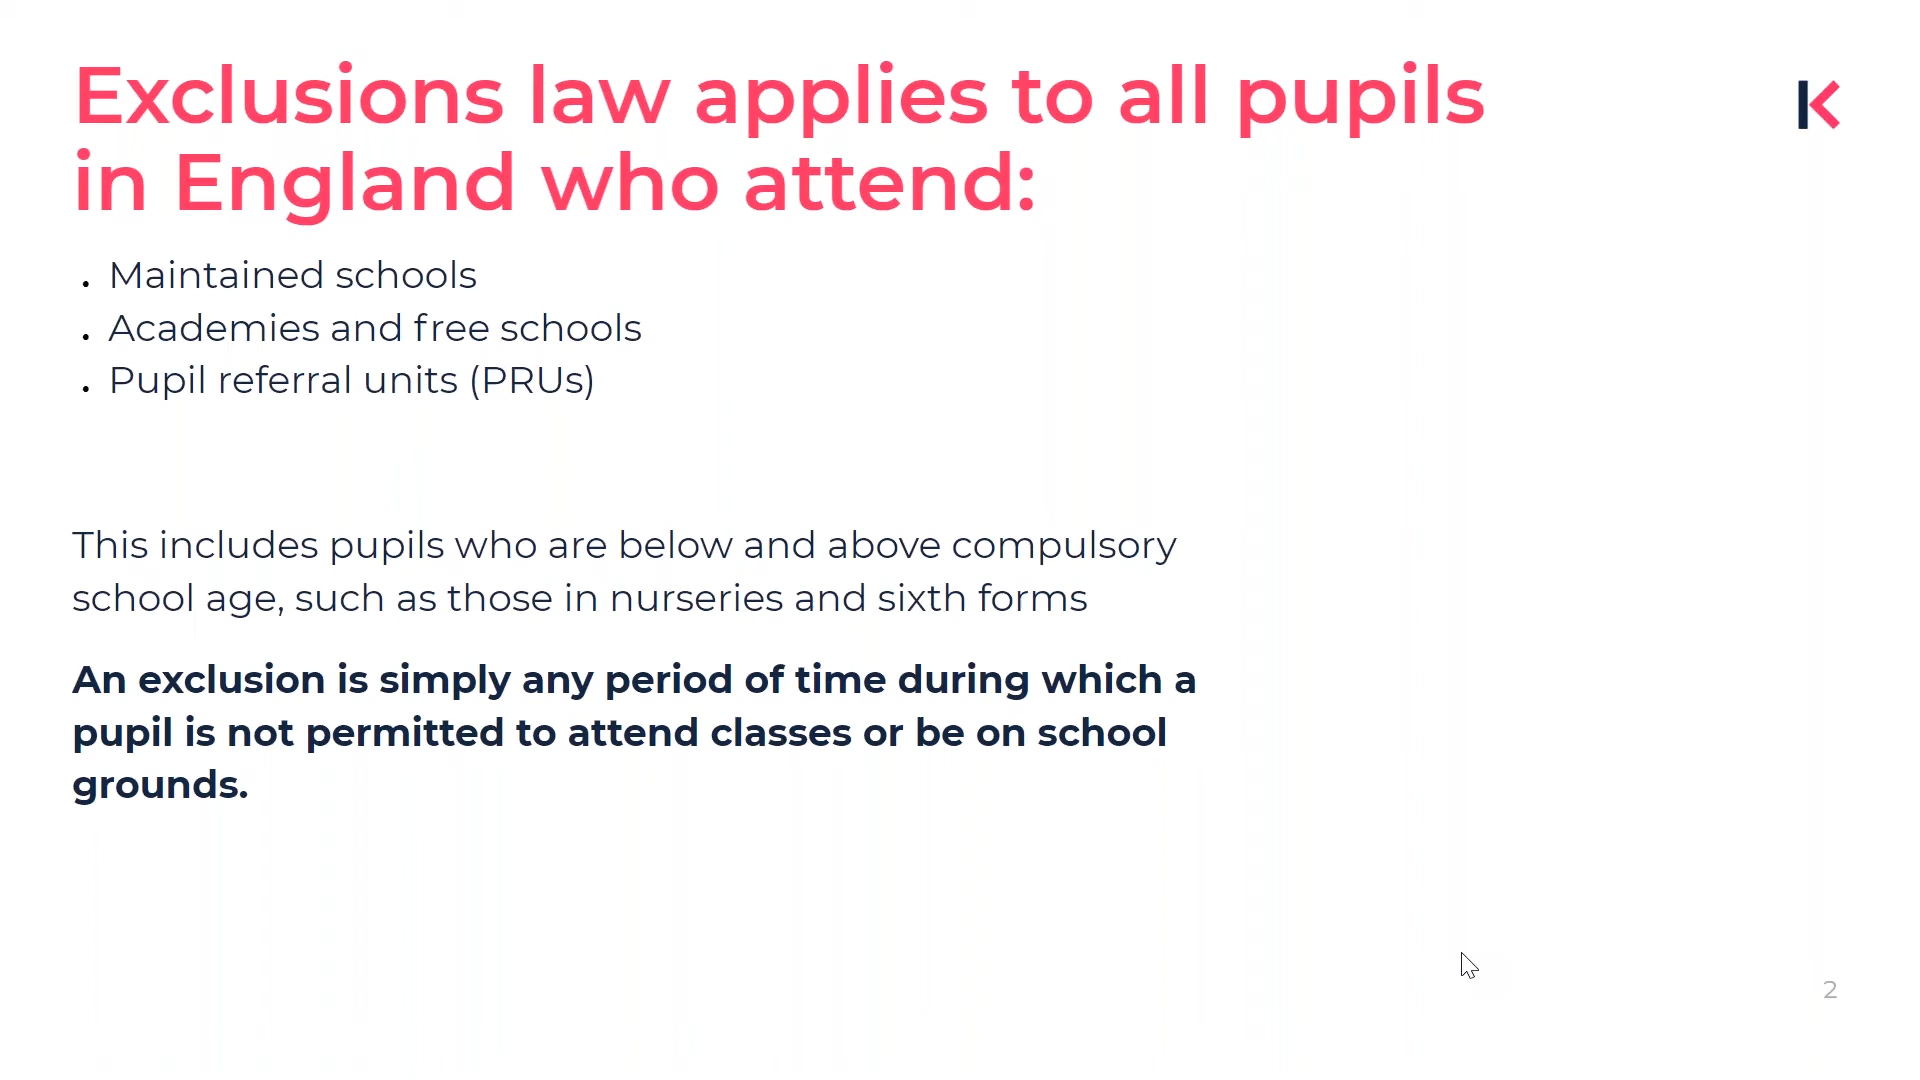 Exclusions law applies to all pupils
in England who attend:
• Maintained schools
• Academies and free schools
• Pupil referral units (PRUs)
This includes pupils who are below and above compulsory
school age, such as those in nurseries and sixth forms
An exclusion is simply any period of time during which a
pupil is not permitted to attend classes or be on school
grounds.
2